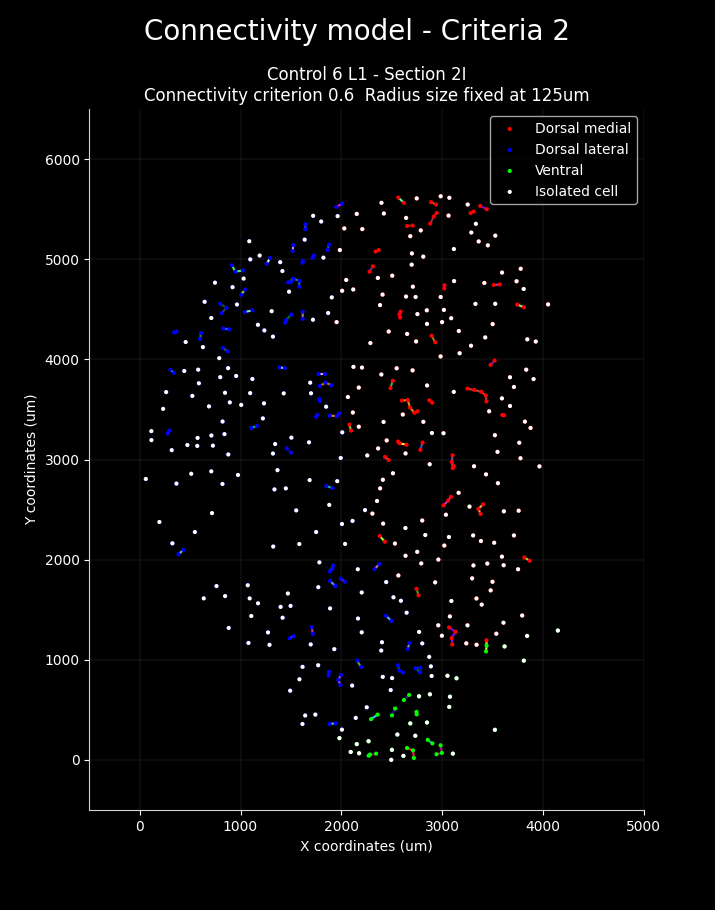 Connectivity model - Criteria 2
Control 6 L1 - Section 2I
Connectivity criterion 0.6  Radius size fixed at 125um
Dorsal medial
Dorsal lateral
Ventral
Isolated cell
6000
5000
4000
3000
2000
1000
0
Y coordinates (um)
0 1000 2000 3000 4000 5000
X coordinates (um)